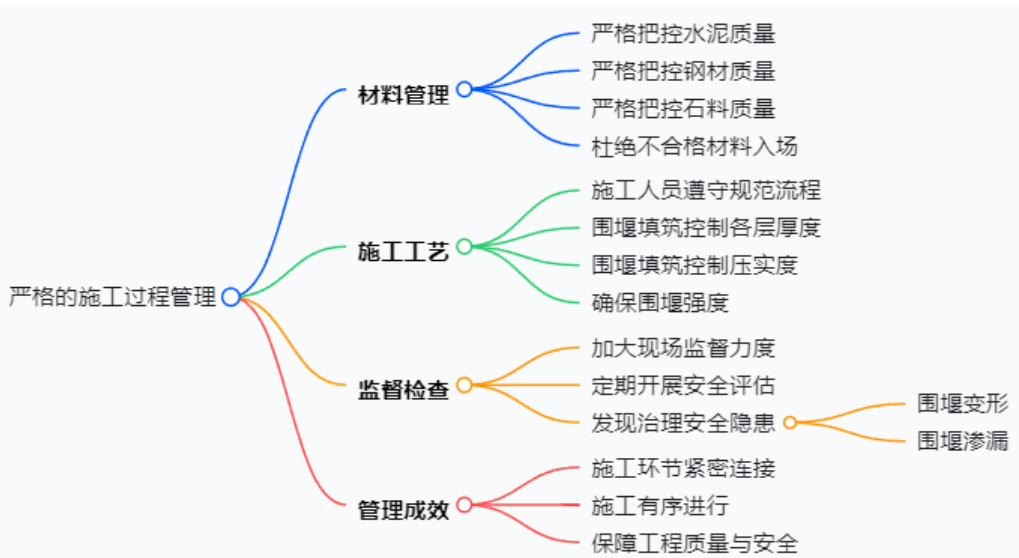 严格的施工过程管理
材料管理
严格把控水泥质量
严格把控钢材质量
严格把控石料质量
杜绝不合格材料入场
施工工艺
施工人员遵守规范流程
围堰填筑控制各层厚度
围堰填筑控制压实度
确保围堰强度
监督检查
加大现场监督力度
定期开展安全评估
发现治理安全隐患
围堰变形
围堰渗漏
管理成效
施工环节紧密连接
施工有序进行
保障工程质量与安全